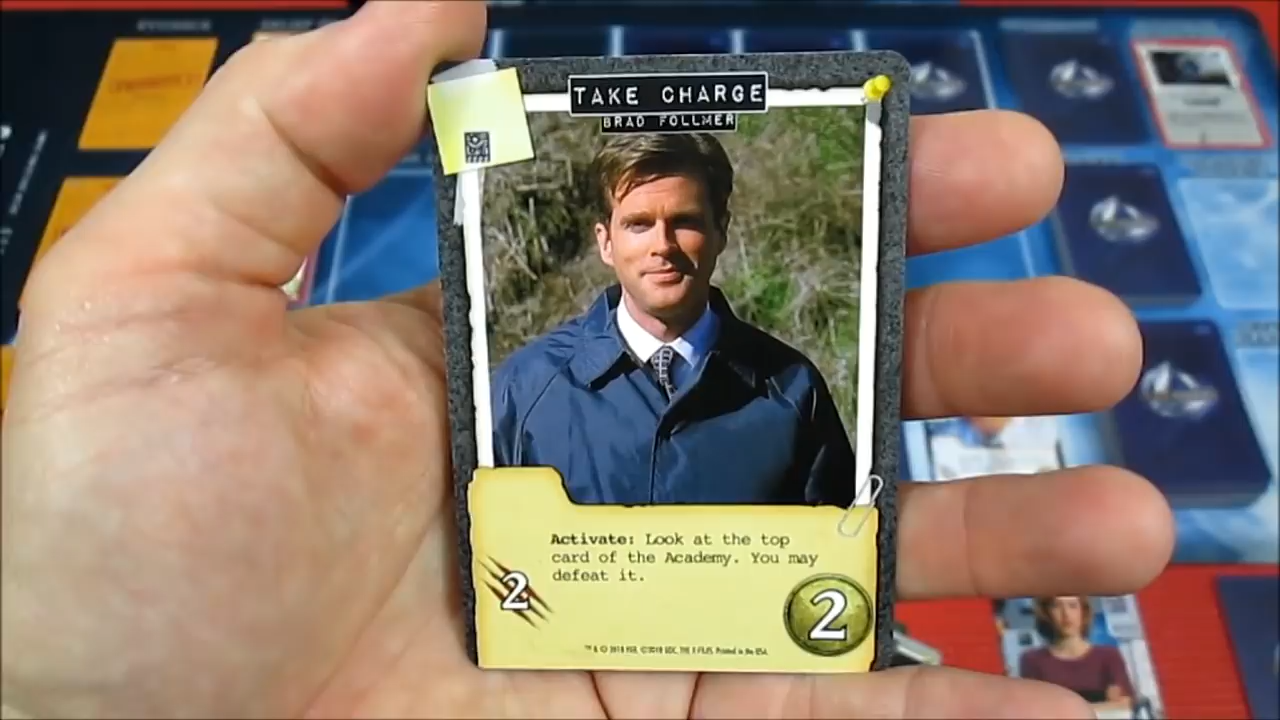 TAKE CHARGE
BRAD FOLLMER
Activate: Look at the top
card of the Academy. You may
defeat it.
2
2